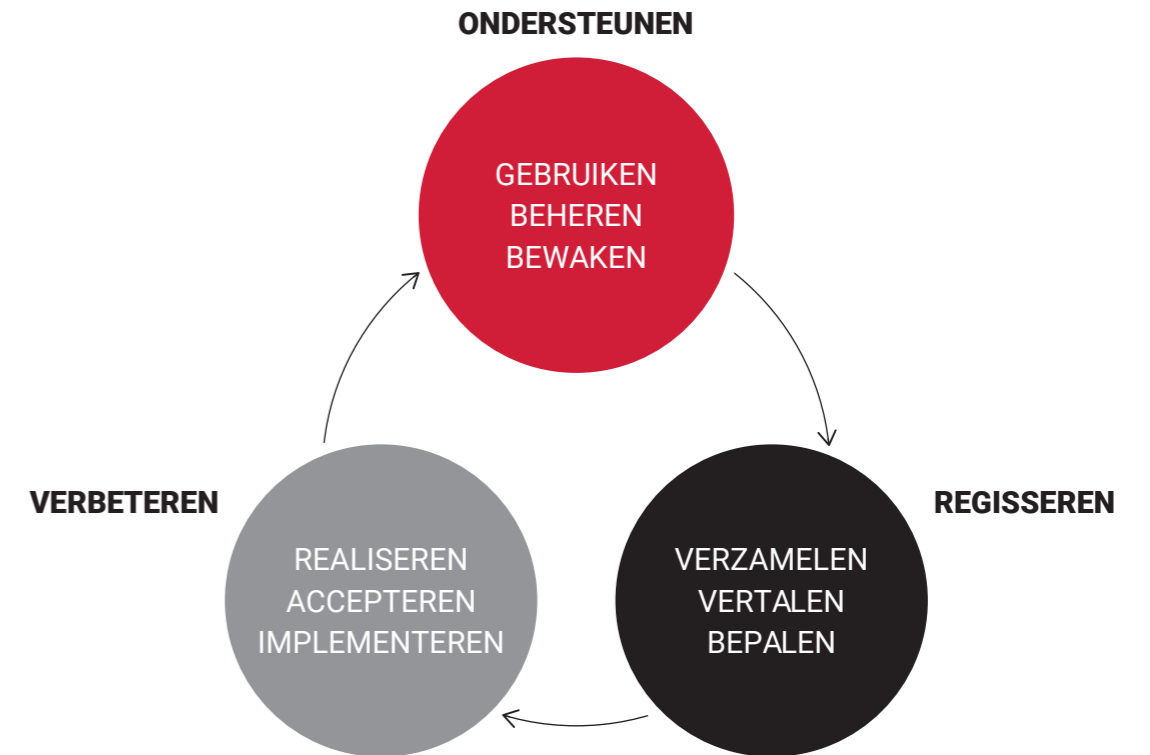 ONDERSTEUNEN
GEBRUIKEN
BEHEREN
BEWAKEN
VERBETEREN
REGISSEREN
REALISEREN
ACCEPTEREN
IMPLEMENTEREN
VERZAMELEN
VERTALEN
BEPALEN